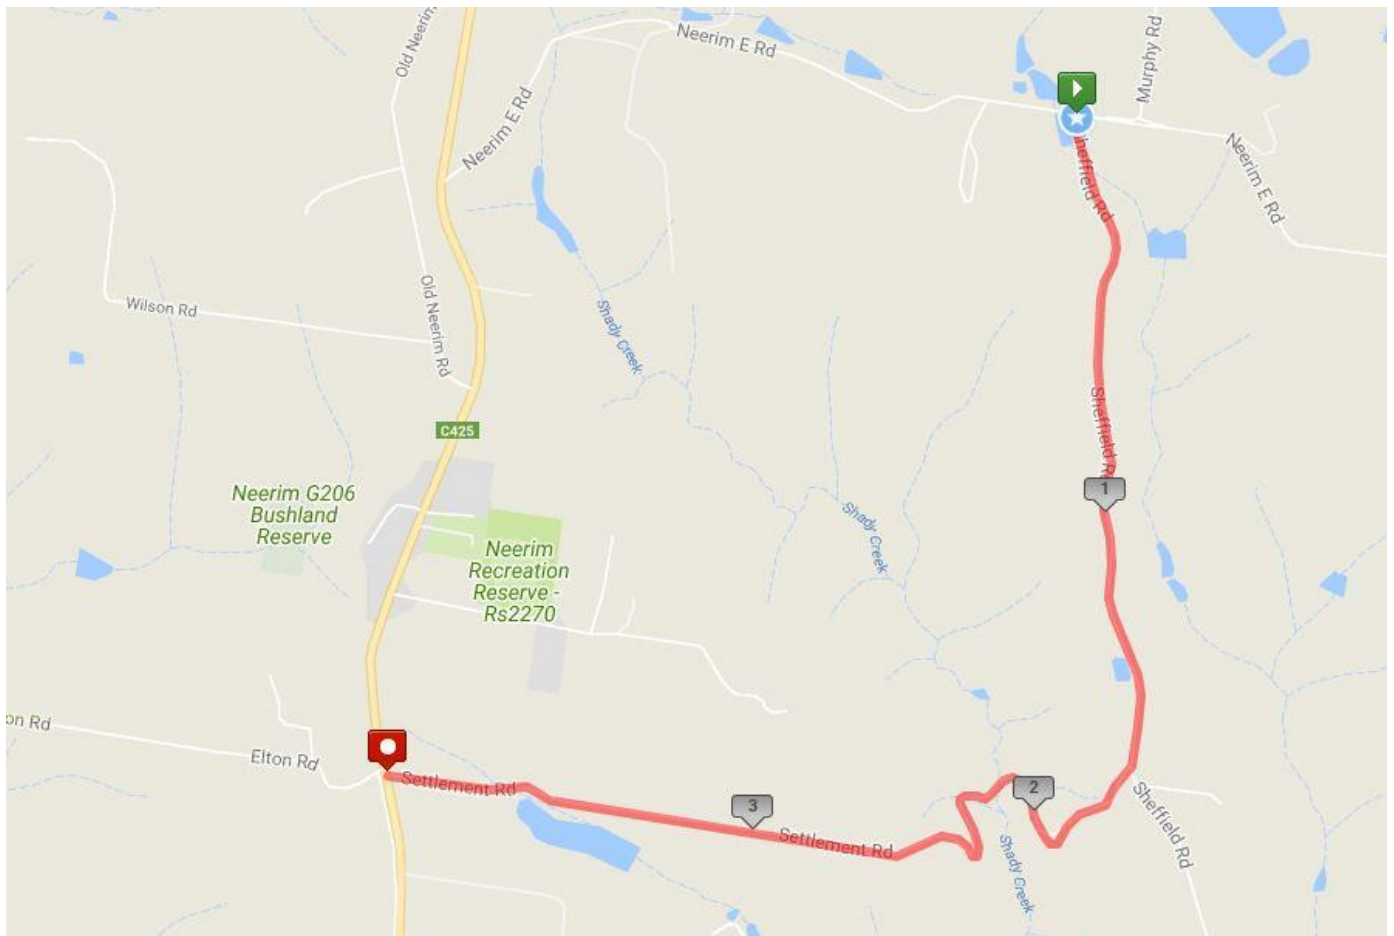 Old Neerim
Neerim E Rd
Murphy Rd
Neerim E Rd
Neerim E Rd
Sheffield Rd
Wilson Rd
Old Neerim Rd
Shady Creek
C425
Sheffield R
1
Neerim G206
Bushland
Reserve
Shady Creek
Neerim
Recreation
Reserve -
Rs2270
on Rd
Elton Rd
Settlement Rd
2
3
Settlement Rd
Sheffield Rd
Shady Creek